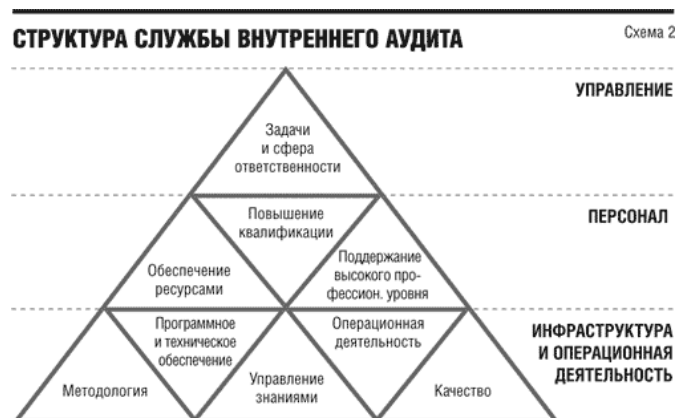 СТРУКТУРА СЛУЖБЫ ВНУТРЕННЕГО АУДИТА
Схема 2
УПРАВЛЕНИЕ
Задачи
и сфера
ответственности
ПЕРСОНАЛ
Повышение
квалификации
Обеспечение
ресурсами
Поддержание
высокого про-
фессион. уровня
ИНФРАСТРУКТУРА
И ОПЕРАЦИОННАЯ
ДЕЯТЕЛЬНОСТЬ
Программное
и техническое
обеспечение
Операционная
деятельность
Методология
Управление
знаниями
Качество